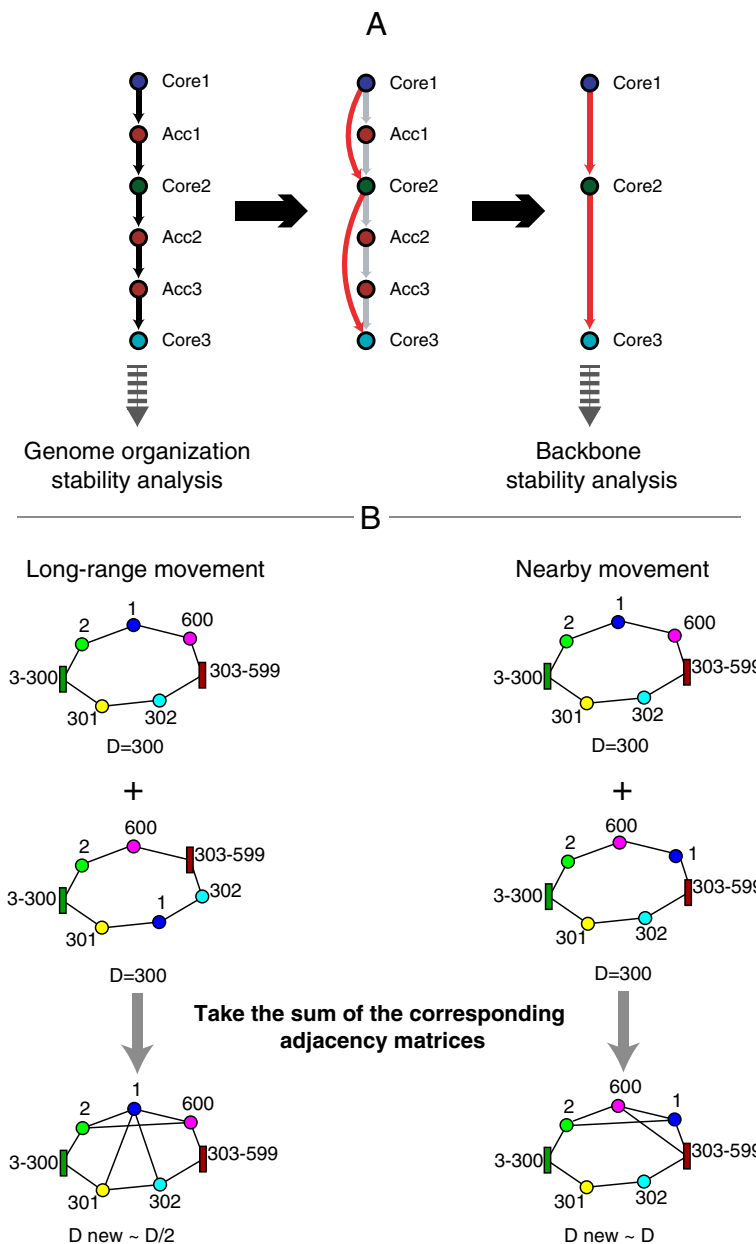 A
Core1 Core1 Core1
Acc1 Acc1
Core2 Core2 Core2
Acc2 Acc2
Acc3 Acc3
Core3 Core3 Core3
Genome organization
stability analysis
Backbone
stability analysis
B
Long-range movement
1
2 600
3-300 303-599
301 302
D=300
+
600
2 303-599
3-300 302
301 1
D=300
Nearby movement
1
2 600
3-300 303-599
301 302
D=300
+
600
2 1
3-300 303-599
301 302
D=300
Take the sum of the corresponding
adjacency matrices
1
2 600
3-300 303-599
301 302
D new ~ D/2
600
2 1
3-300 303-599
301 302
D new ~ D